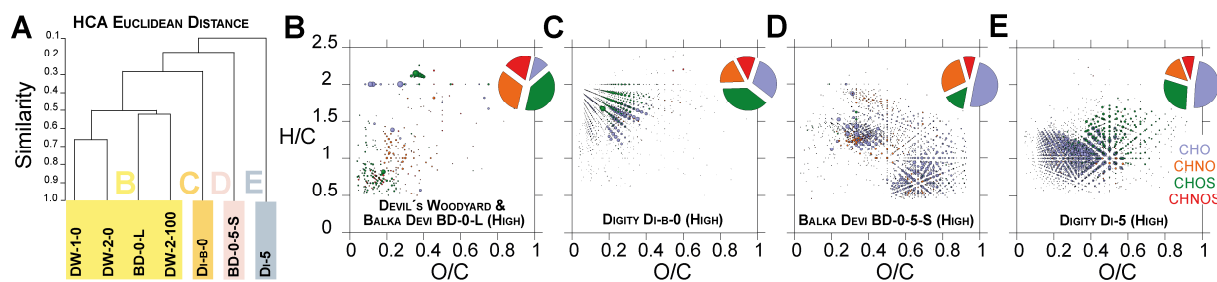 A
HCA EUCLIDEAN DISTANCE
Similarity
0.1
0.2
0.3
0.4
0.5
0.6
0.7
0.8
0.9
1.0
B C D E
DW-1-0
DW-2-0
BD-0-L
DW-2-100
DI-B-0
BD-0-5-S
DI-5
B
H/C
2.5
2
1.5
1
0.5
0
DEVIL´S WOODYARD &
BALKA DEVI BD-0-L (HIGH)
0 0.2 0.4 0.6 0.8 1
O/C
C
DIGITY DI-B-0 (HIGH)
0 0.2 0.4 0.6 0.8 1
O/C
D
BALKA DEVI BD-0-5-S (HIGH)
0 0.2 0.4 0.6 0.8 1
O/C
E
CHO
CHNO
CHOS
CHNOS
DIGITY DI-5 (HIGH)
0 0.2 0.4 0.6 0.8 1
O/C